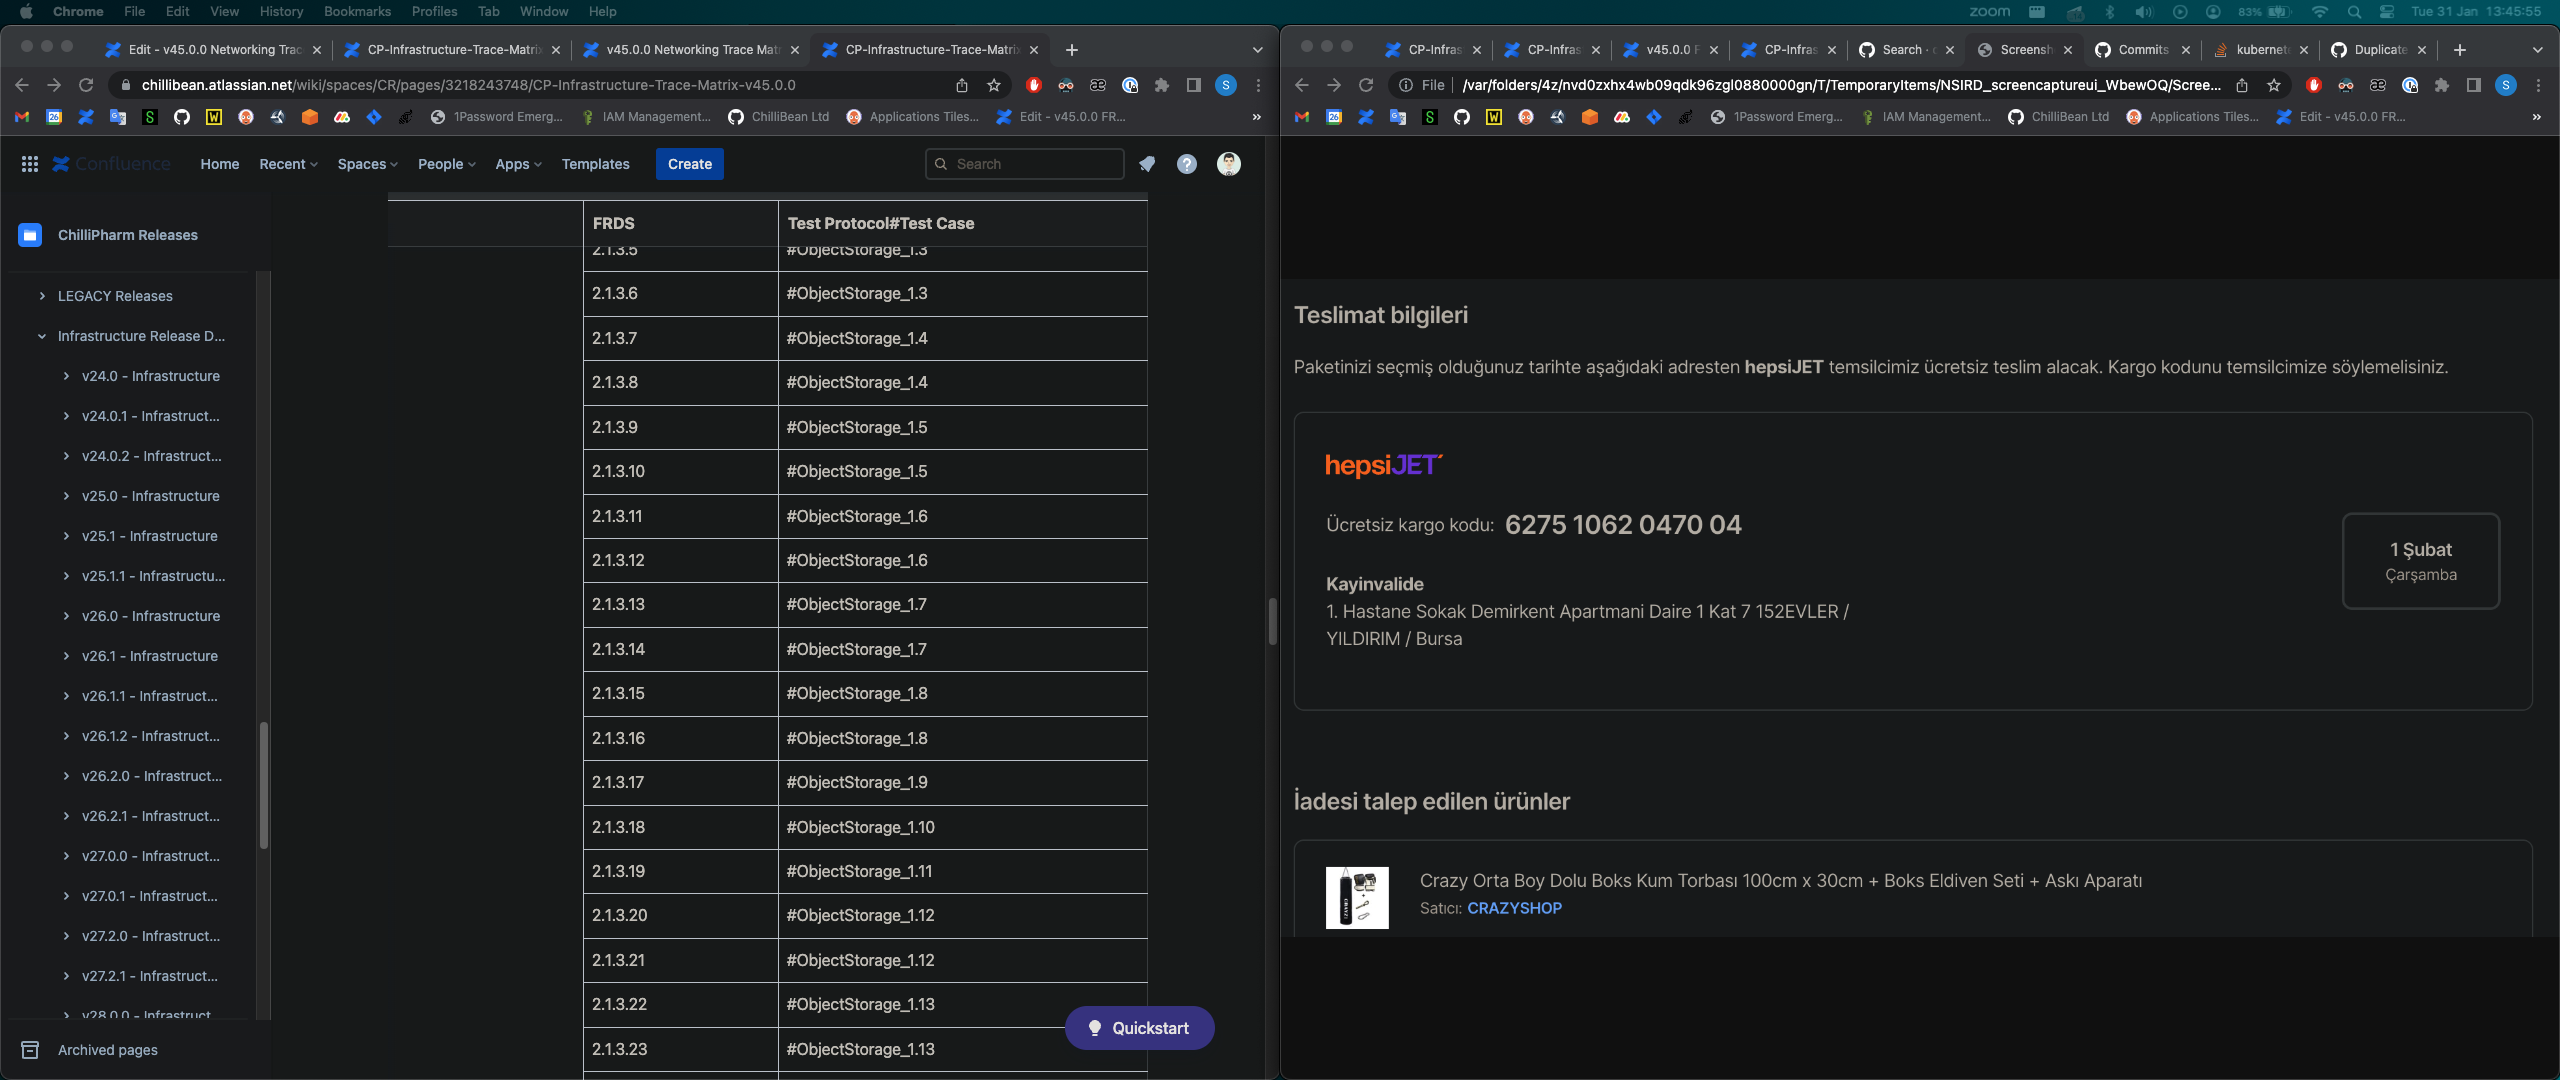 Chrome File Edit View History Bookmarks Profiles Tab Window Help
zoom 83% Tue 31 Jan 13:45:55
Edit - v45.0.0 Networking Trac
CP-Infrastructure-Trace-Matrix
v45.0.0 Networking Trace Mat
CP-Infrastructure-Trace-Matrix
chillibean.atlassian.net/wiki/spaces/CR/pages/3218243748/CP-Infrastructure-Trace-Matrix-v45.0.0
S
26
S
W
1Password Emerg...
IAM Management...
ChilliBean Ltd
Applications Tiles...
Edit - v45.0.0 FR...
»
Confluence
Home
Recent
Spaces
People
Apps
Templates
Create
Search
ChilliPharm Releases
LEGACY Releases
Infrastructure Release D...
v24.0 - Infrastructure
v24.0.1 - Infrastruct...
v24.0.2 - Infrastruct...
v25.0 - Infrastructure
v25.1 - Infrastructure
v25.1.1 - Infrastructu...
v26.0 - Infrastructure
v26.1 - Infrastructure
v26.1.1 - Infrastruct...
v26.1.2 - Infrastruct...
v26.2.0 - Infrastruct...
v26.2.1 - Infrastruct...
v27.0.0 - Infrastruct...
v27.0.1 - Infrastruct...
v27.2.0 - Infrastruct...
v27.2.1 - Infrastruct...
v28.0.0 - Infrastruct
Archived pages
FRDS Test Protocol#Test Case
2.1.3.5 #ObjectStorage_1.3
2.1.3.6 #ObjectStorage_1.3
2.1.3.7 #ObjectStorage_1.4
2.1.3.8 #ObjectStorage_1.4
2.1.3.9 #ObjectStorage_1.5
2.1.3.10 #ObjectStorage_1.5
2.1.3.11 #ObjectStorage_1.6
2.1.3.12 #ObjectStorage_1.6
2.1.3.13 #ObjectStorage_1.7
2.1.3.14 #ObjectStorage_1.7
2.1.3.15 #ObjectStorage_1.8
2.1.3.16 #ObjectStorage_1.8
2.1.3.17 #ObjectStorage_1.9
2.1.3.18 #ObjectStorage_1.10
2.1.3.19 #ObjectStorage_1.11
2.1.3.20 #ObjectStorage_1.12
2.1.3.21 #ObjectStorage_1.12
2.1.3.22 #ObjectStorage_1.13
2.1.3.23 #ObjectStorage_1.13
Quickstart
CP-Infras
CP-Infras
v45.0.0 F
CP-Infras
Search · c
Screensh
Commits
kubernet
Duplicate
File
/var/folders/4z/nvd0zxhx4wb09qdk96zgl0880000gn/T/TemporaryItems/NSIRD_screencaptureui_WbewOQ/Scree...
S
26
S
W
1Password Emerg...
IAM Management...
ChilliBean Ltd
Applications Tiles...
Edit - v45.0.0 FR...
»
Teslimat bilgileri
Paketinizi seçmiş olduğunuz tarihte aşağıdaki adresten hepsiJET temsilcimiz ücretsiz teslim alacak. Kargo kodunu temsilcimize söylemelisiniz.
hepsiJET
Ücretsiz kargo kodu: 6275 1062 0470 04
Kayinvalide
1. Hastane Sokak Demirkent Apartmani Daire 1 Kat 7 152EVLER /
YILDIRIM / Bursa
1 Şubat
Çarşamba
İadesi talep edilen ürünler
Crazy Orta Boy Dolu Boks Kum Torbası 100cm x 30cm + Boks Eldiven Seti + Askı Aparatı
Satıcı: CRAZYSHOP